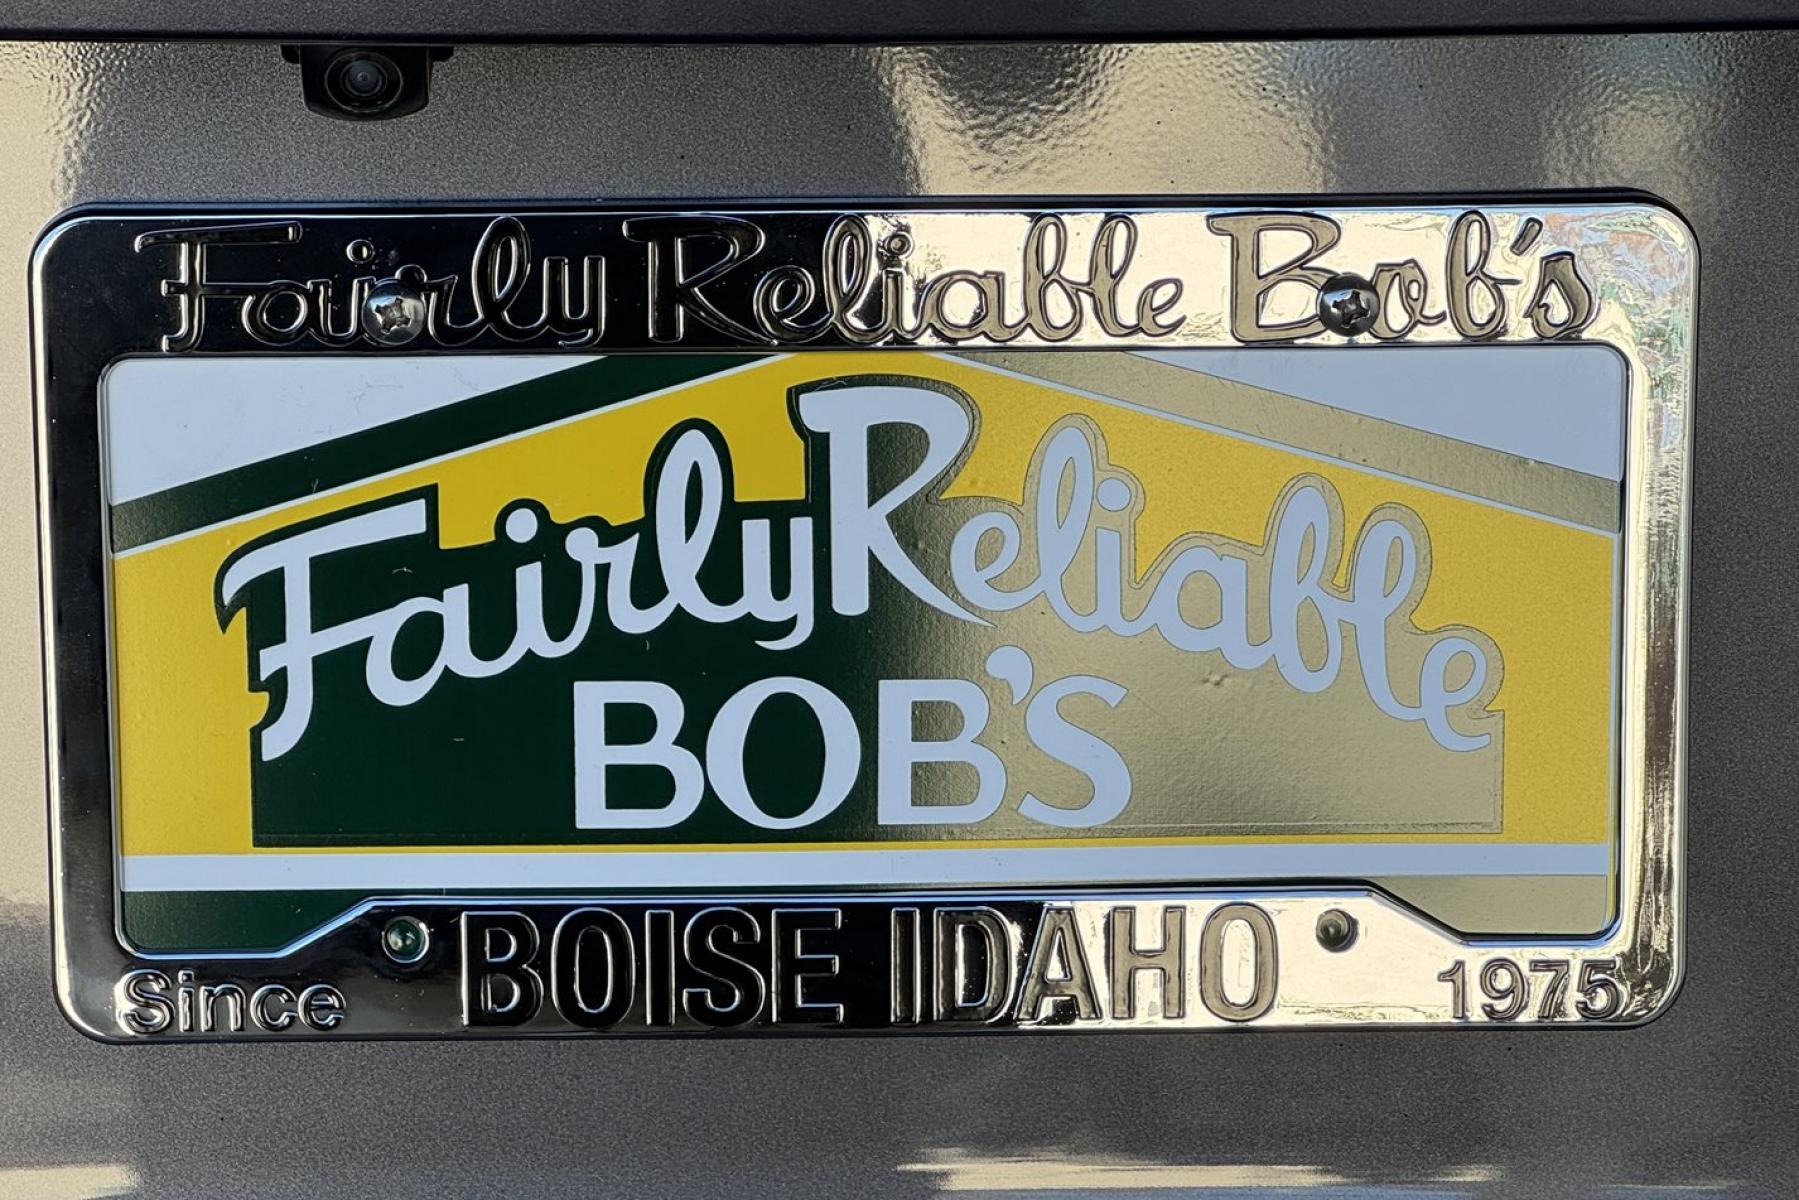 Fairly Reliable Bob's
Fairly Reliable
BOB'S
BOISE IDAHO
Since 1975